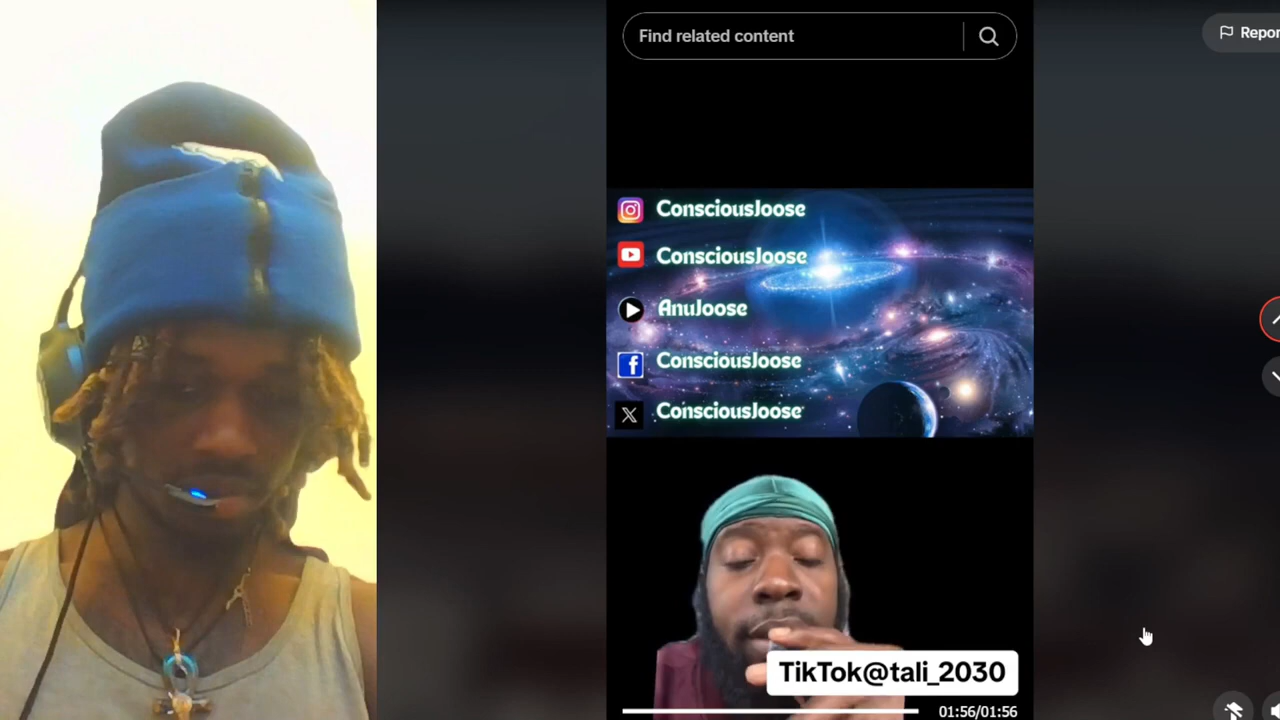 Find related content
Repor
ConsciousJoose
ConsciousJoose
AnuJoose
ConsciousJoose
ConsciousJoose
TikTok@tali_2030
01:56/01:56